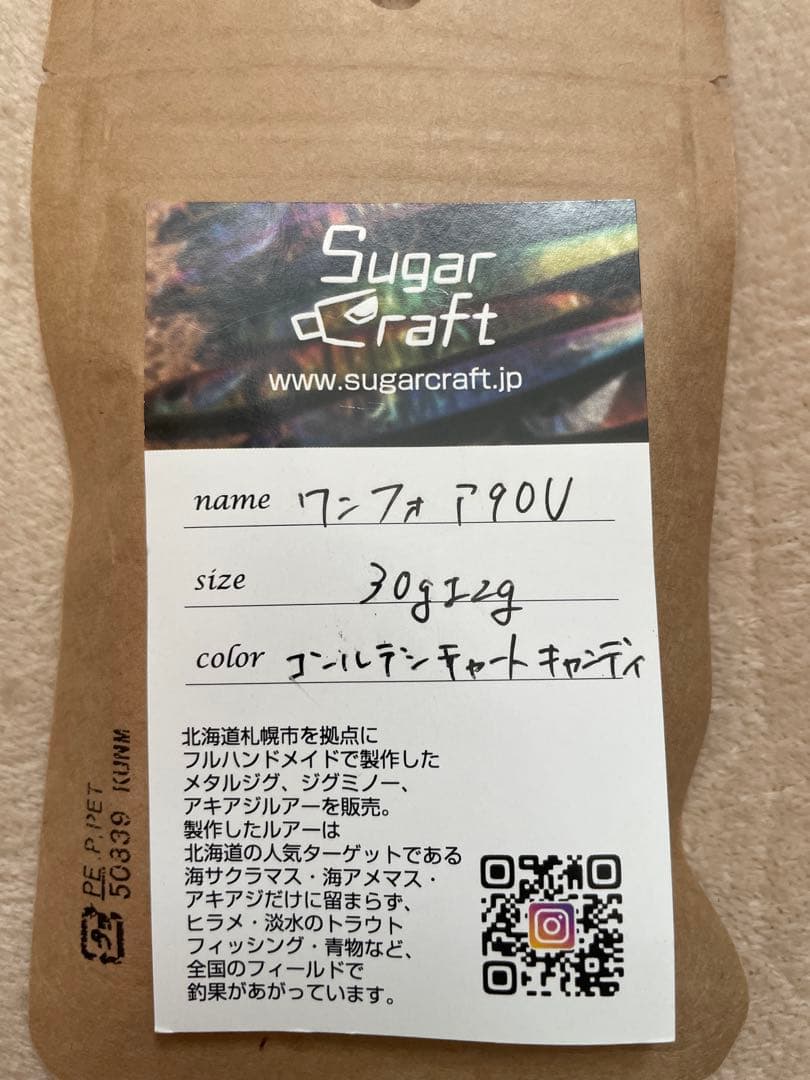 Sugar
Craft
www.sugarcraft.jp
name ワンフォア90U
size 30g±2g
color ゴールデンチャートキャンディ
北海道札幌市を拠点に
フルハンドメイドで製作した
メタルジグ、ジグミノー、
アキアジルアーを販売。
製作したルアーは
北海道の人気ターゲットである
海サクラマス・海アメマス・
アキアジだけに留まらず、
ヒラメ・淡水のトラウト
フィッシング・青物など、
全国のフィールドで
釣果があがっています。
PE,P,PET
50839 KUNM
プラ